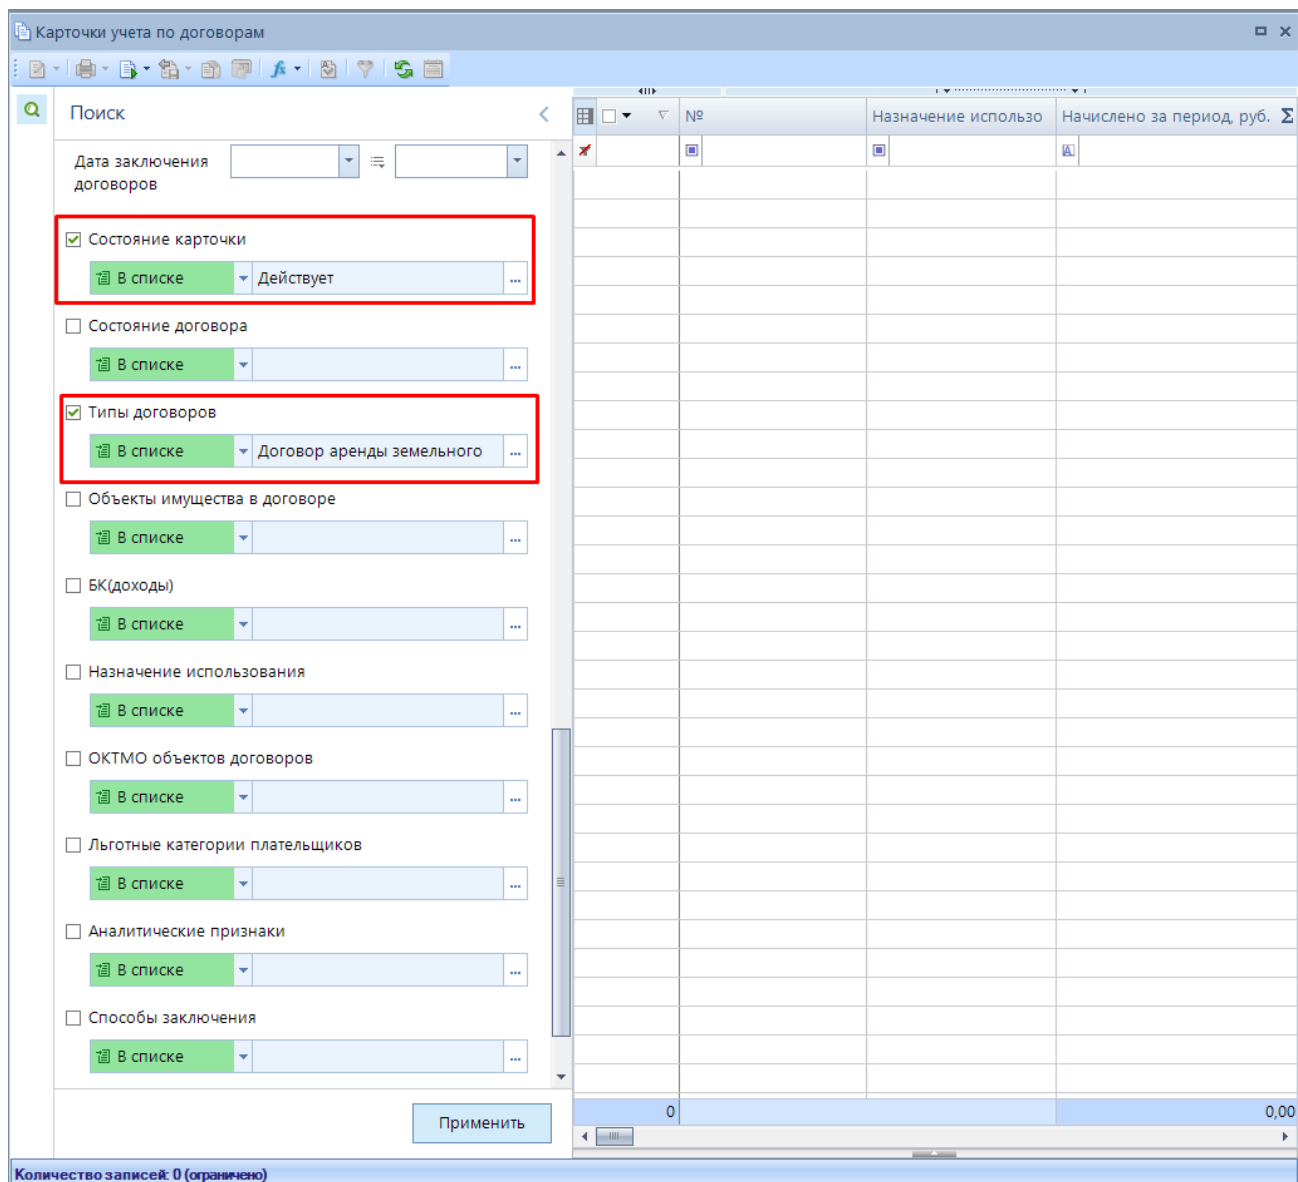 Карточки учета по договорам
Поиск
№
Назначение использо
Начислено за период, руб. Σ
Дата заключения
договоров
Состояние карточки
В списке
Действует
...
Состояние договора
В списке
...
Типы договоров
В списке
Договор аренды земельного
...
Объекты имущества в договоре
В списке
...
БК(доходы)
В списке
...
Назначение использования
В списке
...
ОКТМО объектов договоров
В списке
...
Льготные категории плательщиков
В списке
...
Аналитические признаки
В списке
...
Способы заключения
В списке
...
Применить
0
0,00
Количество записей: 0 (ограничено)